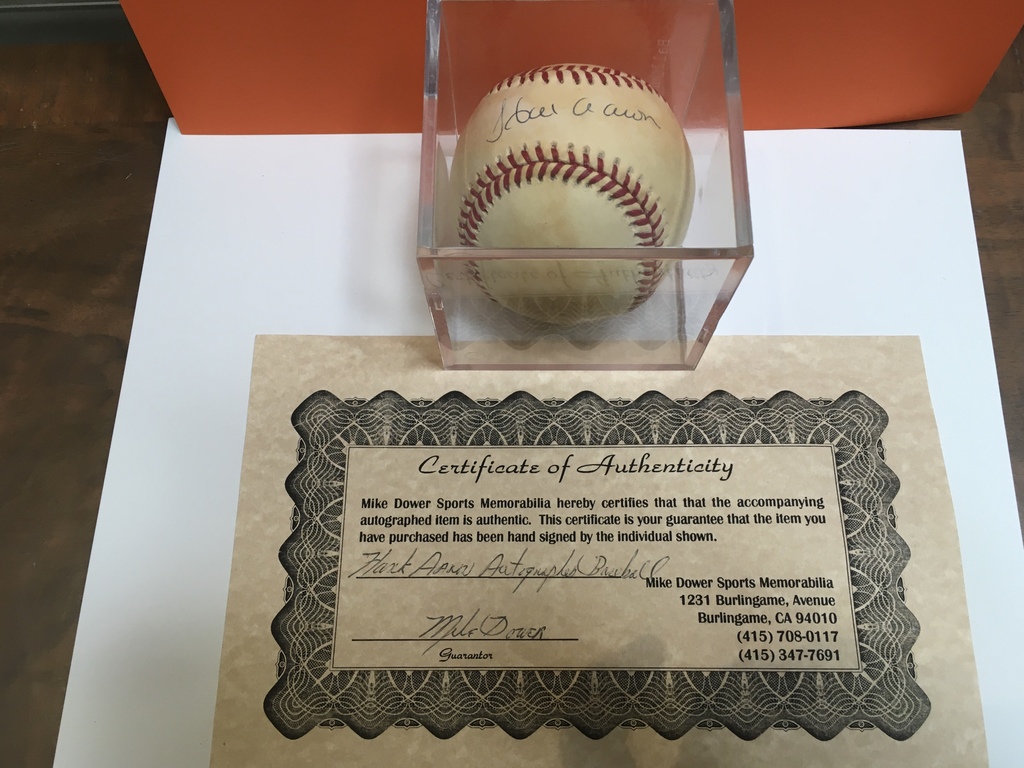 Hank Aaron
Certificate of Authenticity
Mike Dower Sports Memorabilia hereby certifies that that the accompanying
autographed item is authentic. This certificate is your guarantee that the item you
have purchased has been hand signed by the individual shown.
Hank Aaron Autographed Baseball
Mike Dower Sports Memorabilia
1231 Burlingame, Avenue
Burlingame, CA 94010
(415) 708-0117
(415) 347-7691
Mike Dower
Guarantor